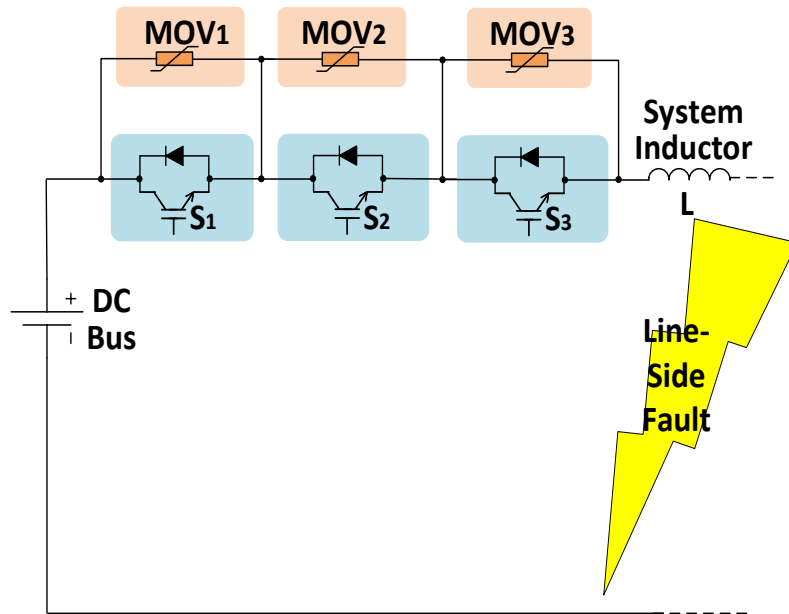 MOV1
MOV2
MOV3
System
Inductor
L
S1
S2
S3
+
DC
Bus
Line-
Side
Fault